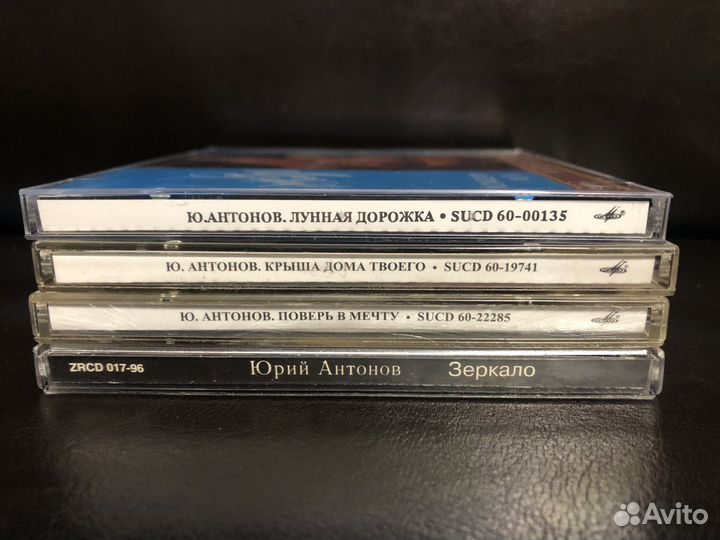 Ю.АНТОНОВ. ЛУННАЯ ДОРОЖКА • SUCD 60-00135
Ю. АНТОНОВ. КРЫША ДОМА ТВОЕГО • SUCD 60-19741
Ю. АНТОНОВ. ПОВЕРЬ В МЕЧТУ • SUCD 60-22285
ZRCD 017-96 Юрий Антонов Зеркало
Avito